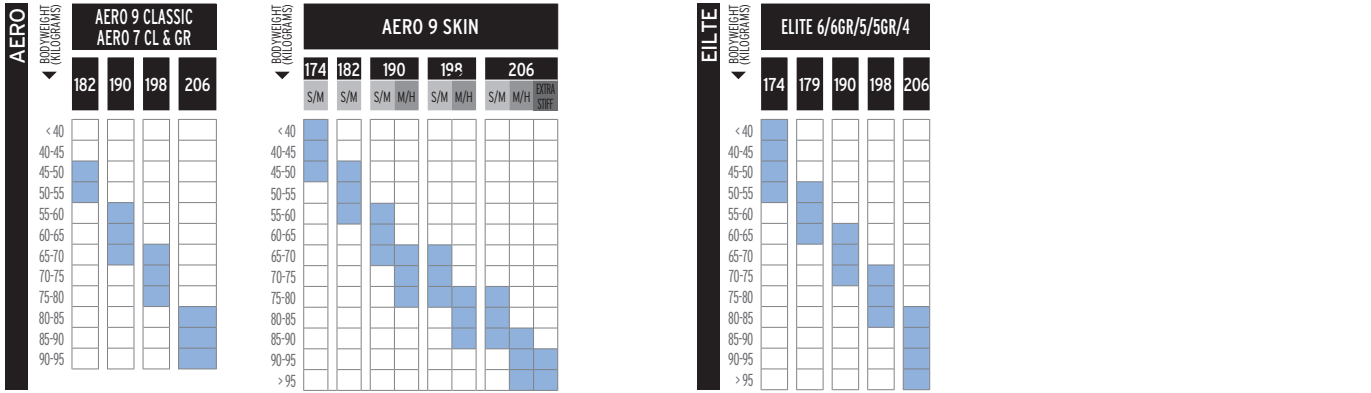 AERO
BODYWEIGHT
(KILOGRAMS)
AERO 9 CLASSIC
AERO 7 CL & GR
182 190 198 206
< 40
40-45
45-50
50-55
55-60
60-65
65-70
70-75
75-80
80-85
85-90
90-95
BODYWEIGHT
(KILOGRAMS)
AERO 9 SKIN
174 182 190 198 206
S/M S/M S/M M/H S/M M/H S/M M/H EXTRA STIFF
< 40
40-45
45-50
50-55
55-60
60-65
65-70
70-75
75-80
80-85
85-90
90-95
> 95
EILTE
BODYWEIGHT
(KILOGRAMS)
ELITE 6/6GR/5/5GR/4
174 179 190 198 206
< 40
40-45
45-50
50-55
55-60
60-65
65-70
70-75
75-80
80-85
85-90
90-95
> 95